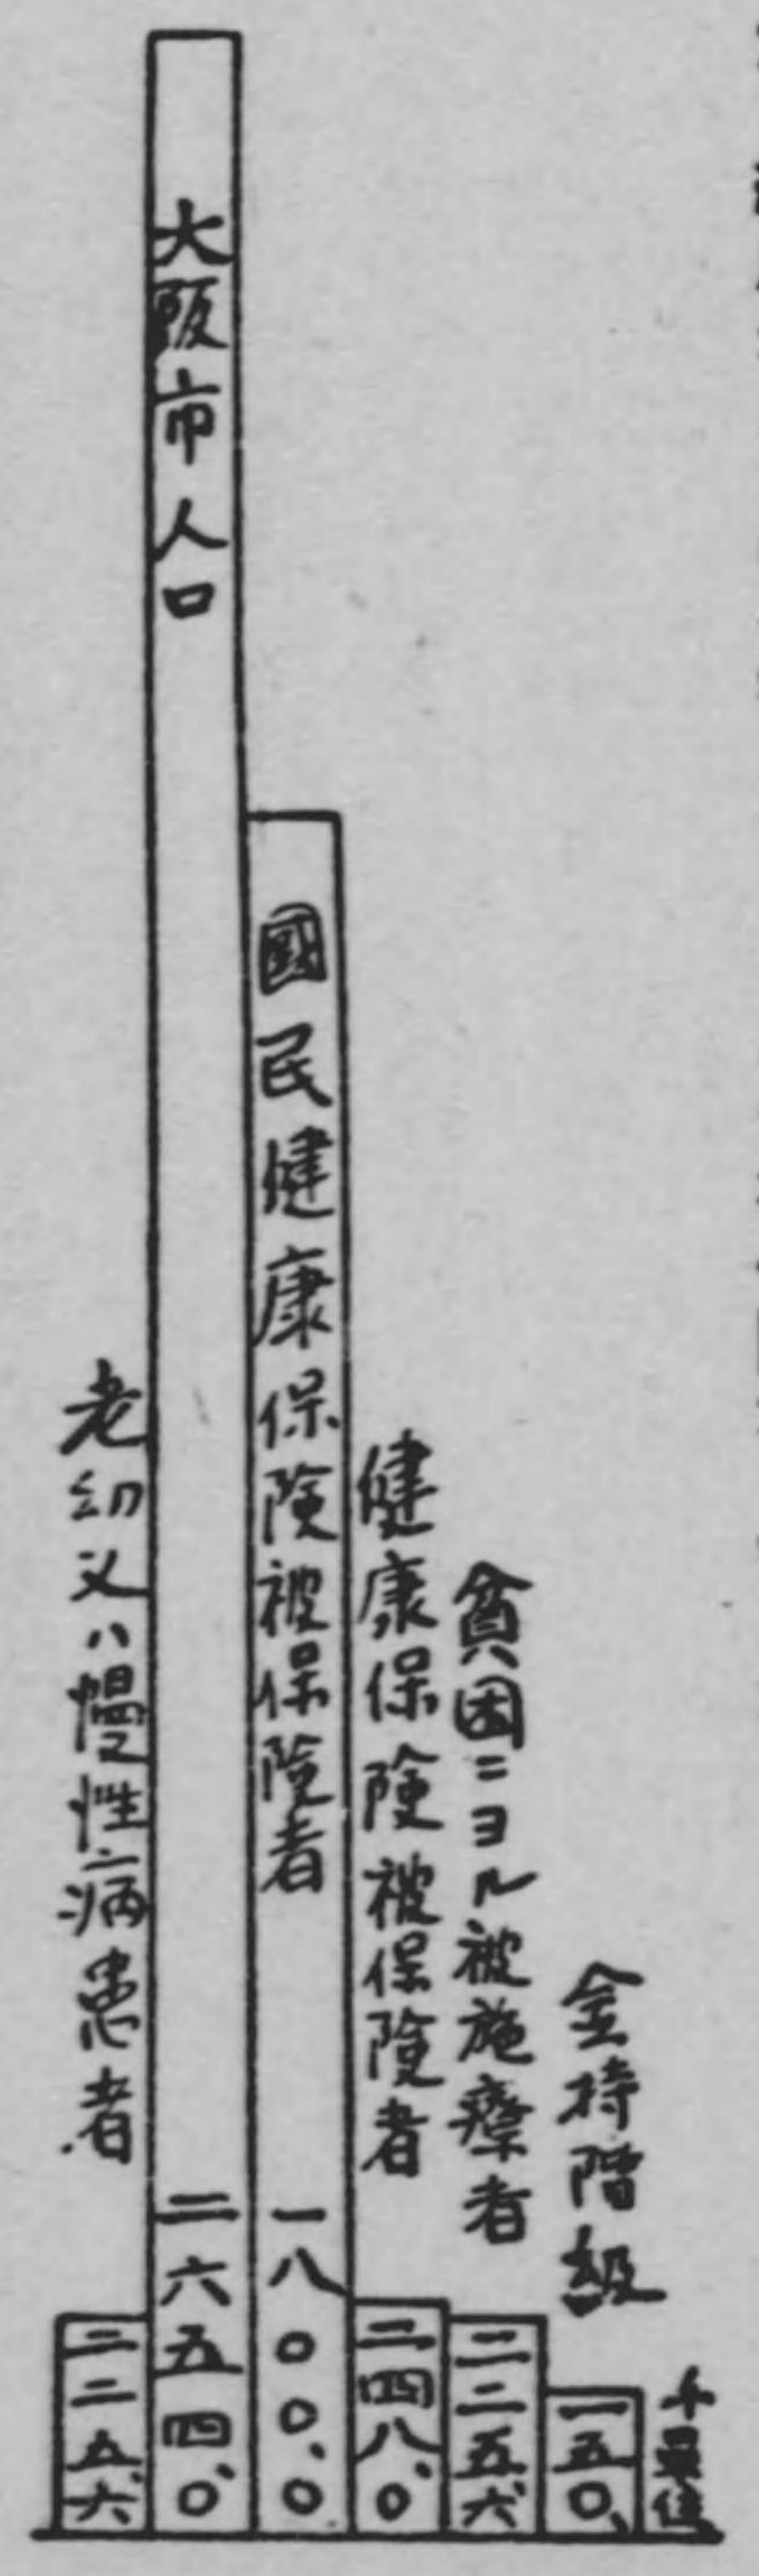 千單位
金持階級
一五〇、
貧困ニヨル被施療者
二二五、六
健康保険被保険者
二四八、〇
國民健康保険被保険者
一八〇〇、〇
大阪市人口
二六五四、〇
老幼又ハ慢性病患者
二二五、六